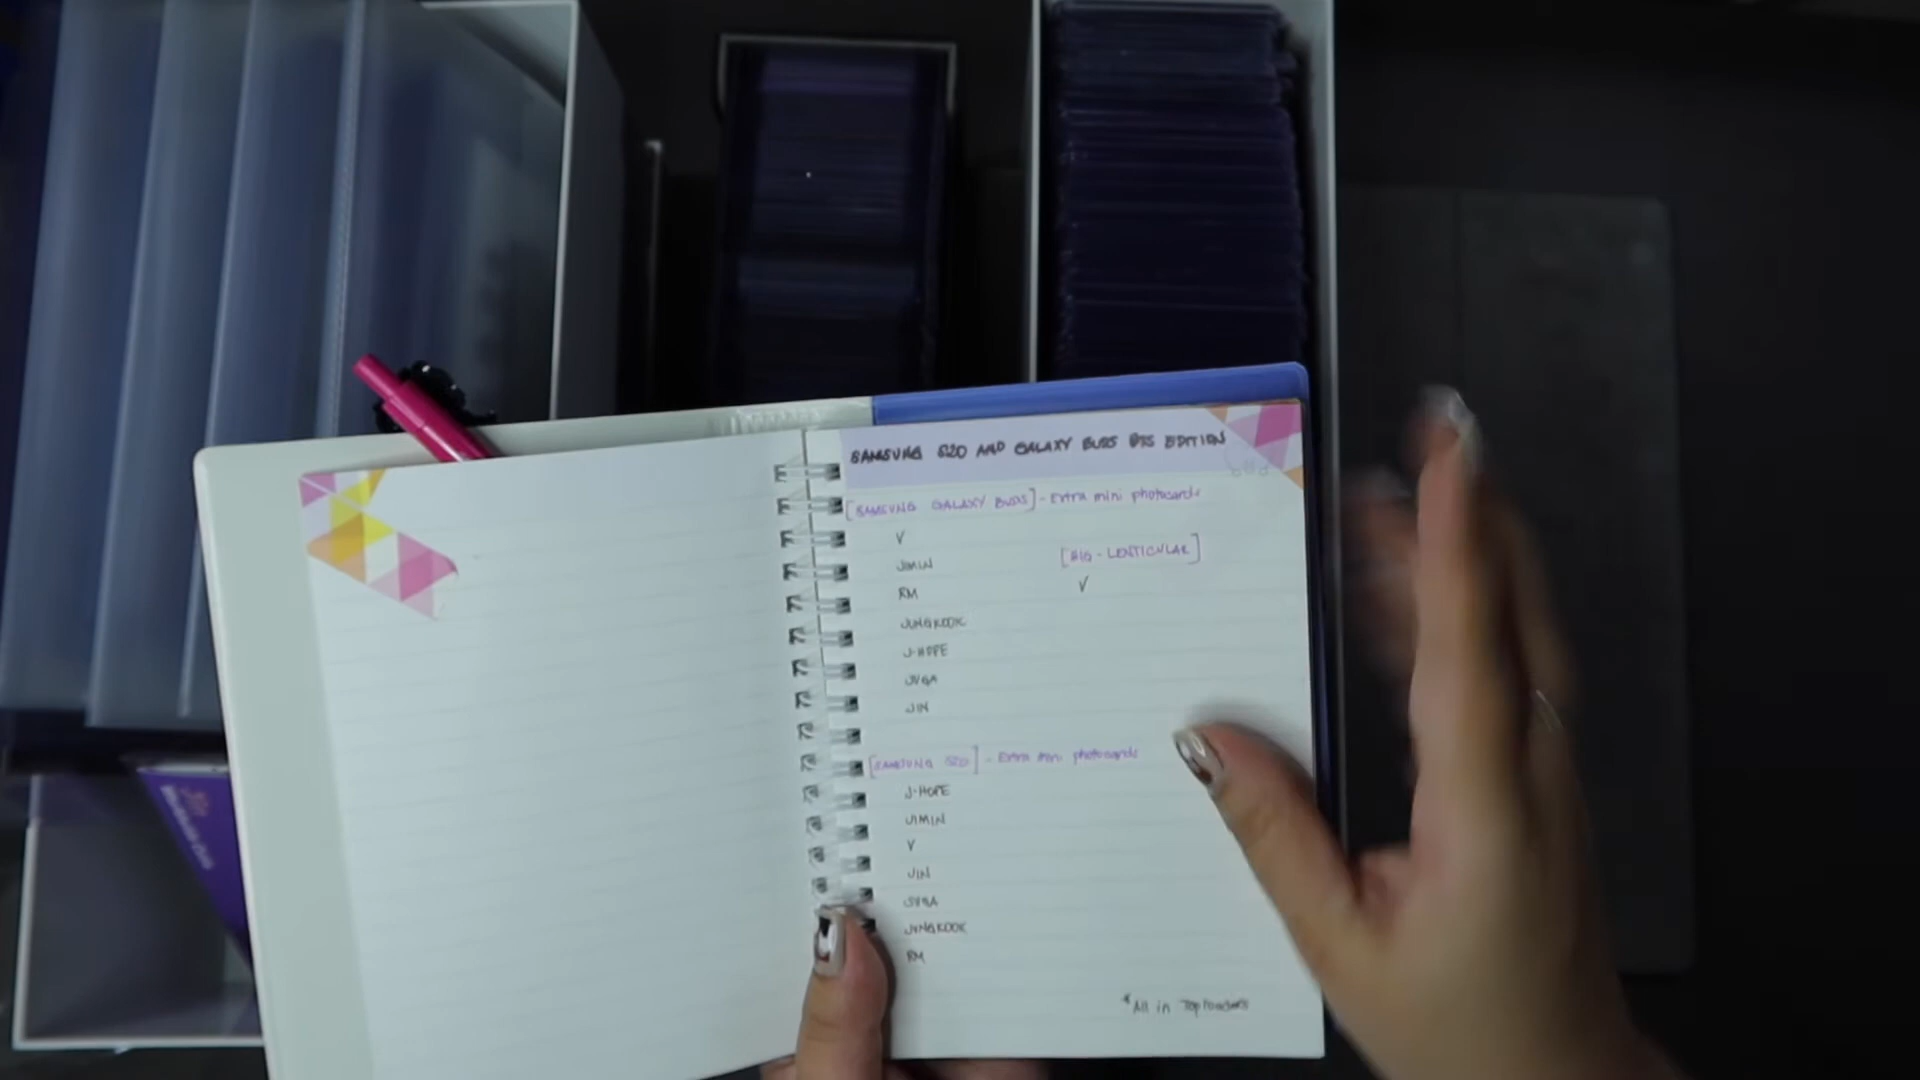 SAMSUNG S20 AND GALAXY BUDS BTS EDITION
[SAMSUNG GALAXY BUDS] - Extra mini photocards
V
JIMIN
RM
JUNGKOOK
J-HOPE
SUGA
JIN
[BIG - LENTICULAR]
V
[SAMSUNG S20] - Extra mini photocards
J-HOPE
JIMIN
V
JIN
SUGA
JUNGKOOK
RM
*All in Toploaders